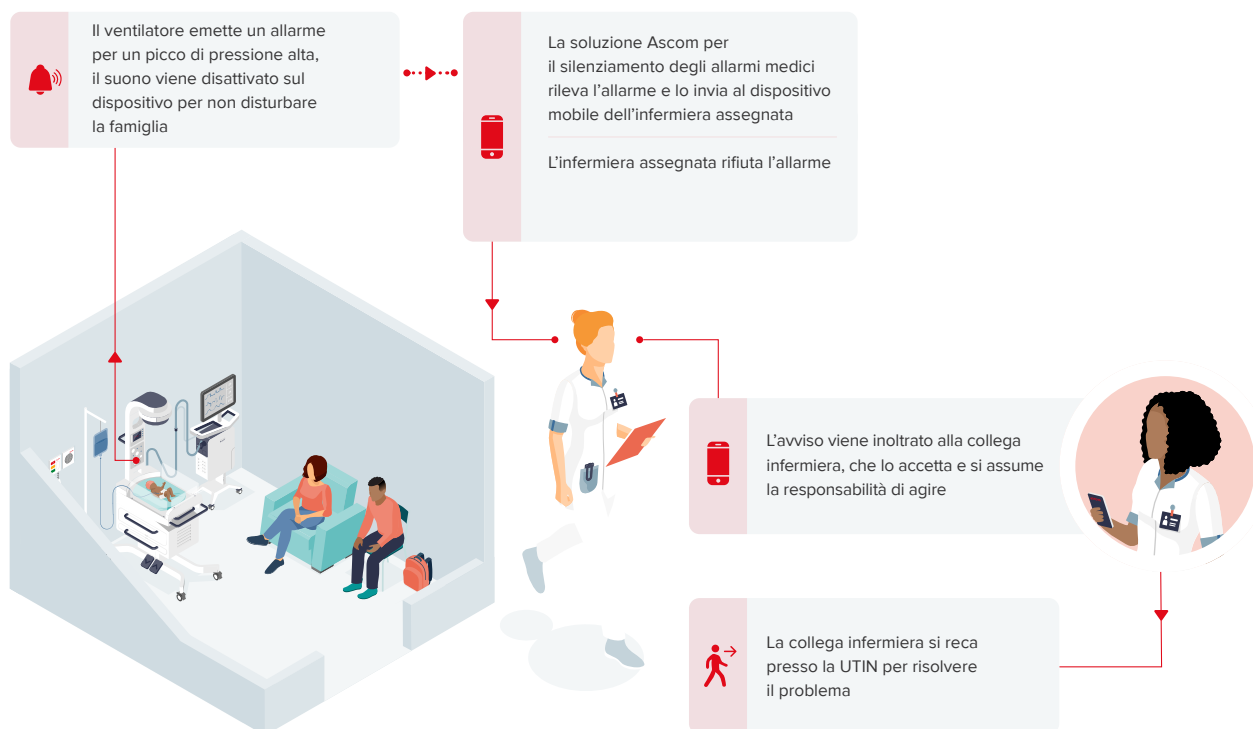 Il ventilatore emette un allarme
per un picco di pressione alta,
il suono viene disattivato sul
dispositivo per non disturbare
la famiglia
La soluzione Ascom per
il silenziamento degli allarmi medici
rileva l’allarme e lo invia al dispositivo
mobile dell’infermiera assegnata
L’infermiera assegnata rifiuta l’allarme
L’avviso viene inoltrato alla collega
infermiera, che lo accetta e si assume
la responsabilità di agire
La collega infermiera si reca
presso la UTIN per risolvere
il problema